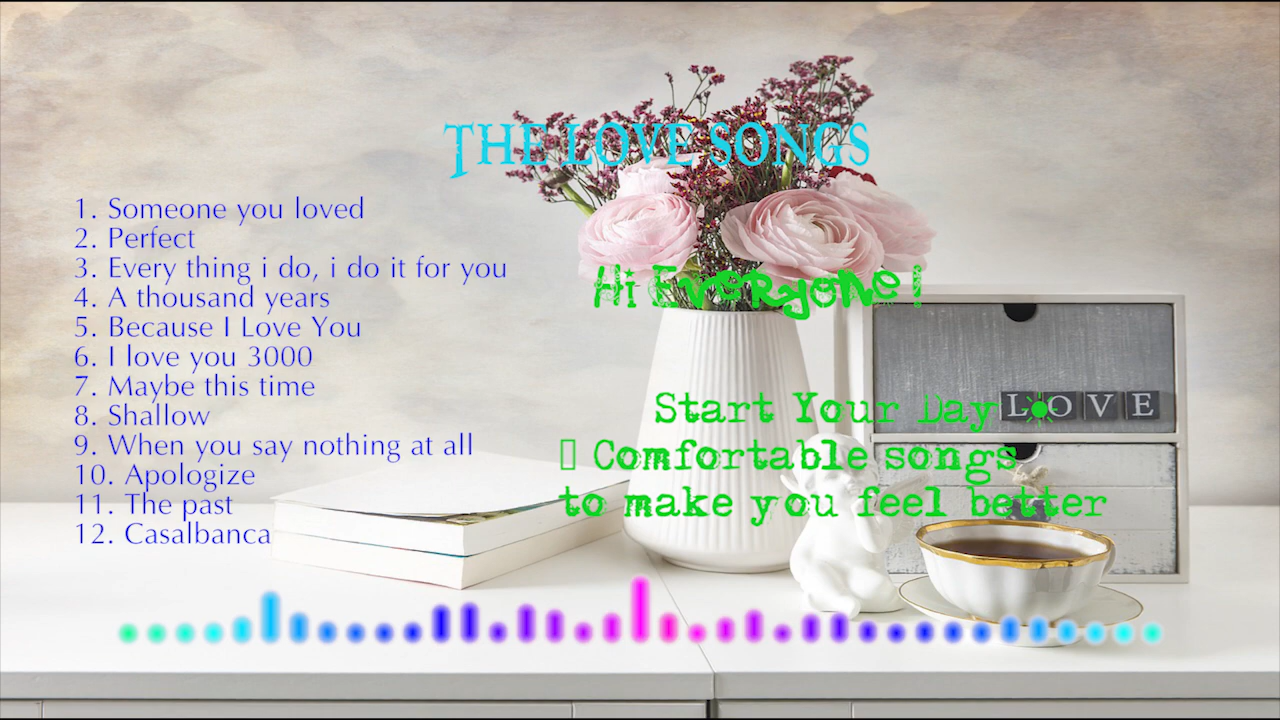 THE LOVE SONGS
1. Someone you loved
2. Perfect
3. Every thing i do, i do it for you
4. A thousand years
5. Because I Love You
6. I love you 3000
7. Maybe this time
8. Shallow
9. When you say nothing at all
10. Apologize
11. The past
12. Casalbanca
Hi Everyone !
Start Your Day
Comfortable songs
to make you feel better
LOVE